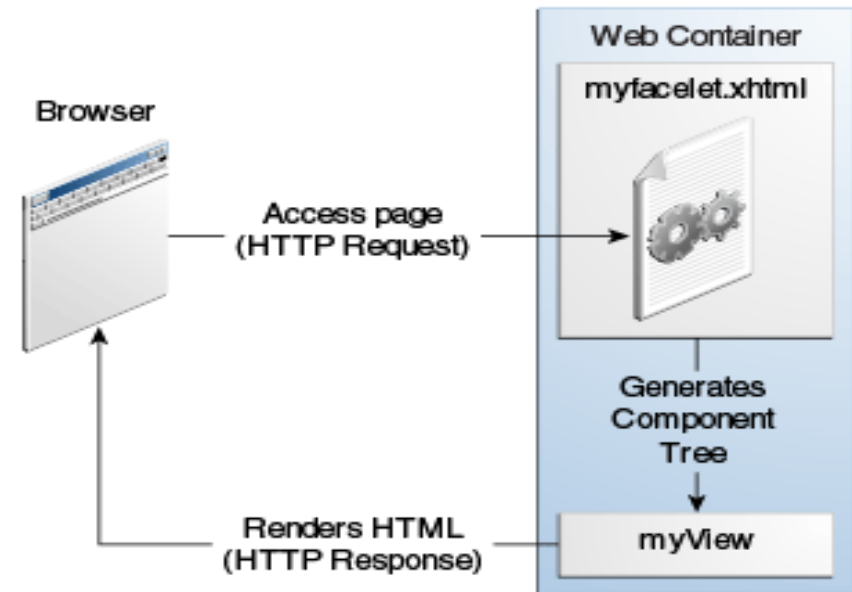 Web Container
myfacelet.xhtml
Browser
Access page
(HTTP Request)
Generates
Component
Tree
myView
Renders HTML
(HTTP Response)